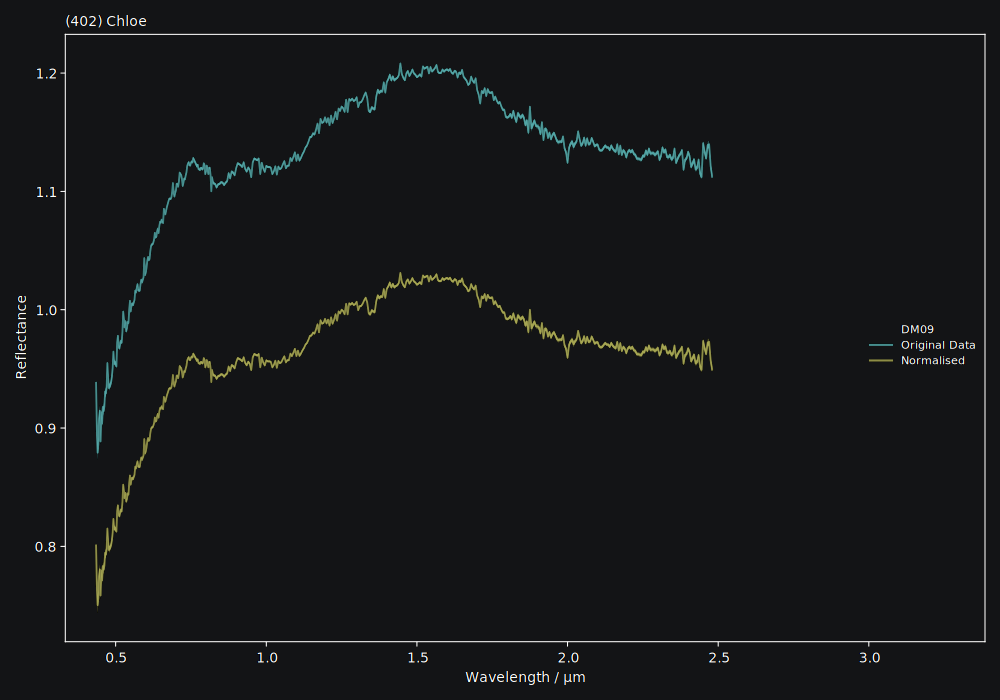 (402) Chloe
1.2
1.1
1.0
0.9
0.8
Reflectance
0.5
1.0
1.5
2.0
2.5
3.0
Wavelength / μm
DM09
Original Data
Normalised